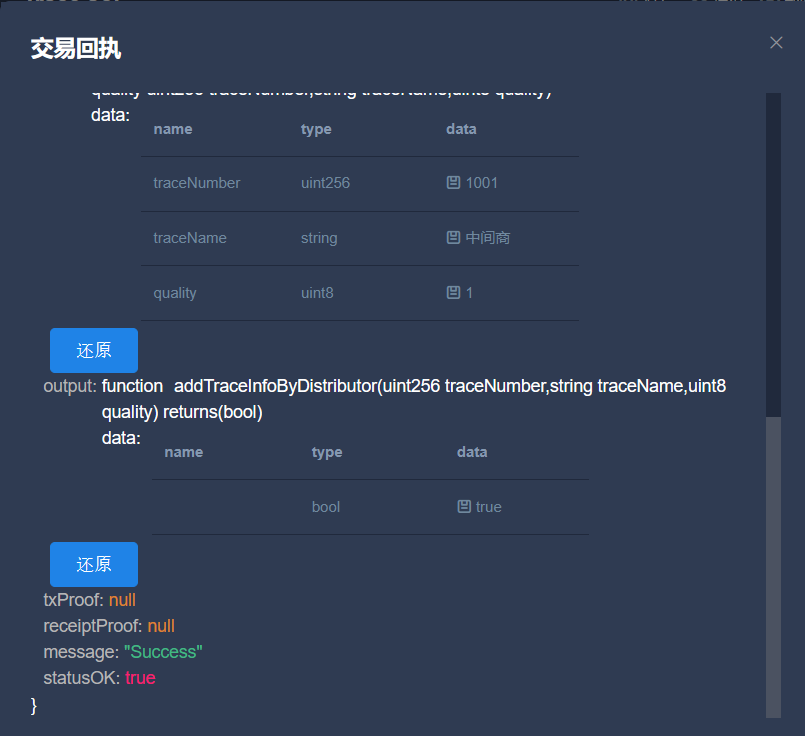 交易回执
quality uint256 traceNumber,string traceName,uint8 quality)
data:
name type data
traceNumber uint256 1001
traceName string 中间商
quality uint8 1
还原
output: function addTraceInfoByDistributor(uint256 traceNumber,string traceName,uint8
quality) returns(bool)
data:
name type data
bool true
还原
txProof: null
receiptProof: null
message: "Success"
statusOK: true
}